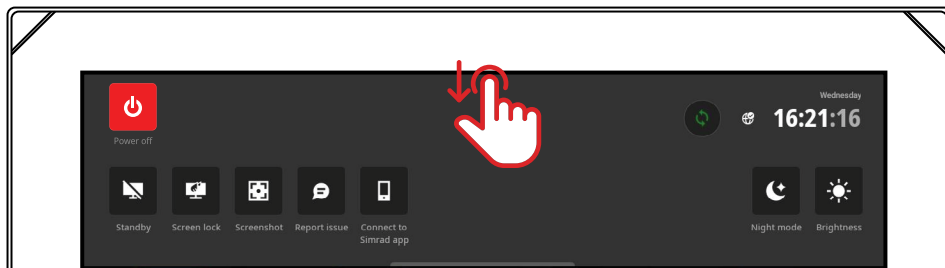 Wednesday
16:21:16
Power off
Standby
Screen lock
Screenshot
Report issue
Connect to
Simrad app
Night mode
Brightness